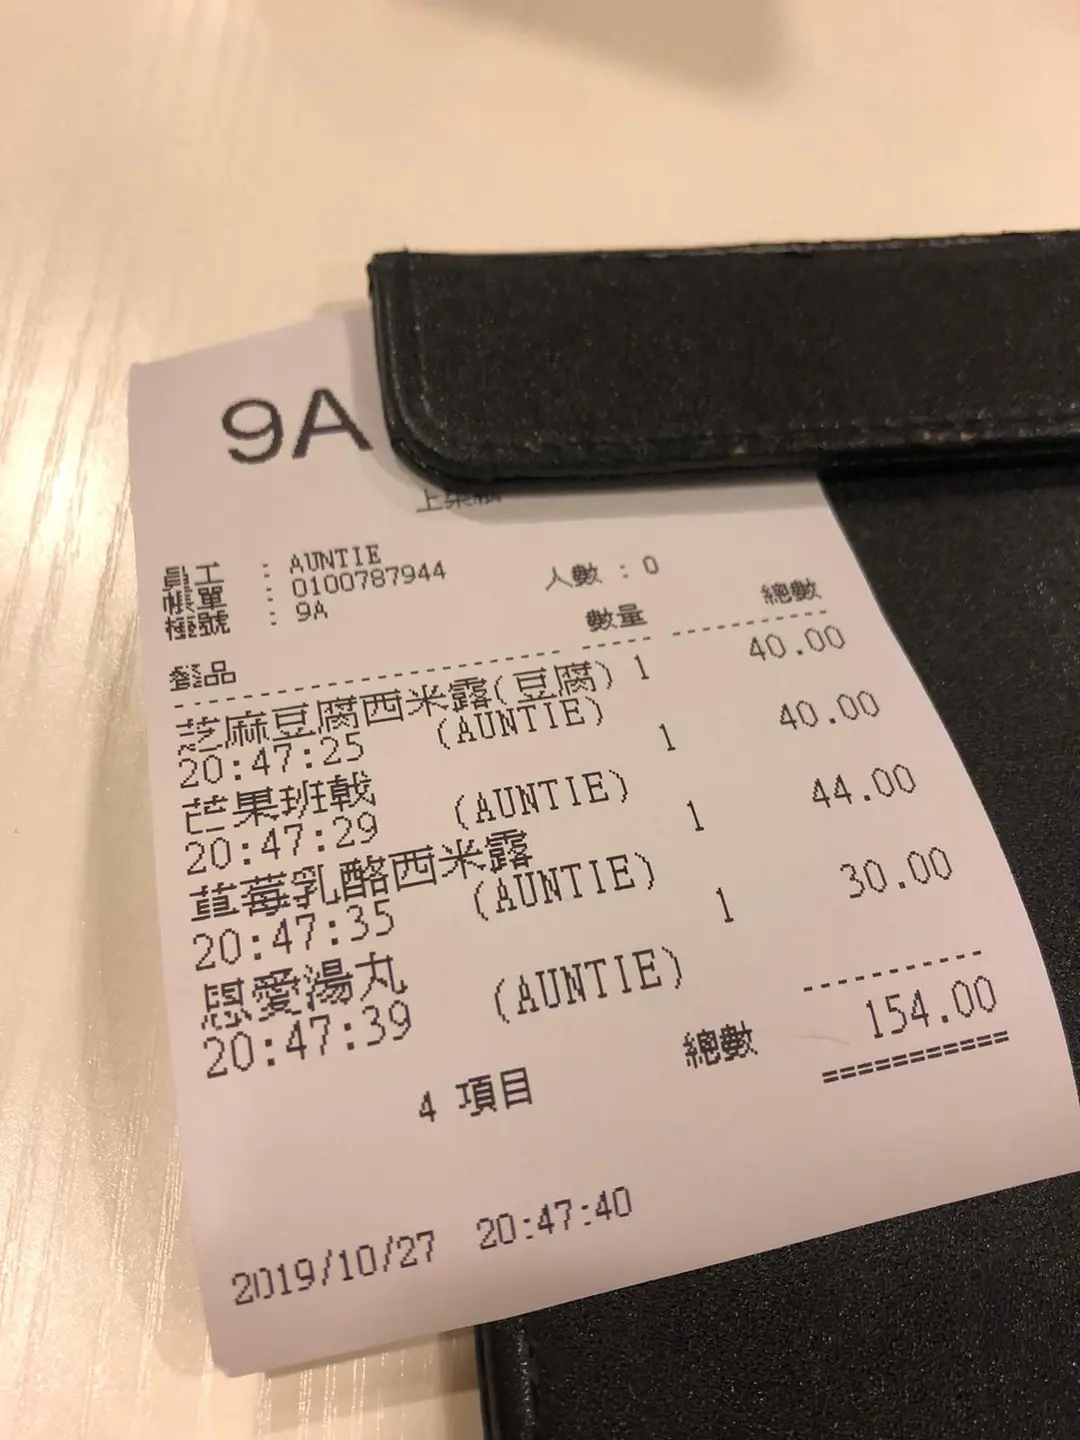 9A
員工 : AUNTIE
帳單 : 0100787944 人數 : 0
檯號 : 9A
餐品 數量 總數
芝麻豆腐西米露(豆腐) 1 40.00
20:47:25 (AUNTIE)
芒果班戟 1 40.00
20:47:29 (AUNTIE)
草莓乳酪西米露 1 44.00
20:47:35 (AUNTIE)
恩愛湯丸 1 30.00
20:47:39 (AUNTIE)
4 項目 總數 154.00
2019/10/27 20:47:40